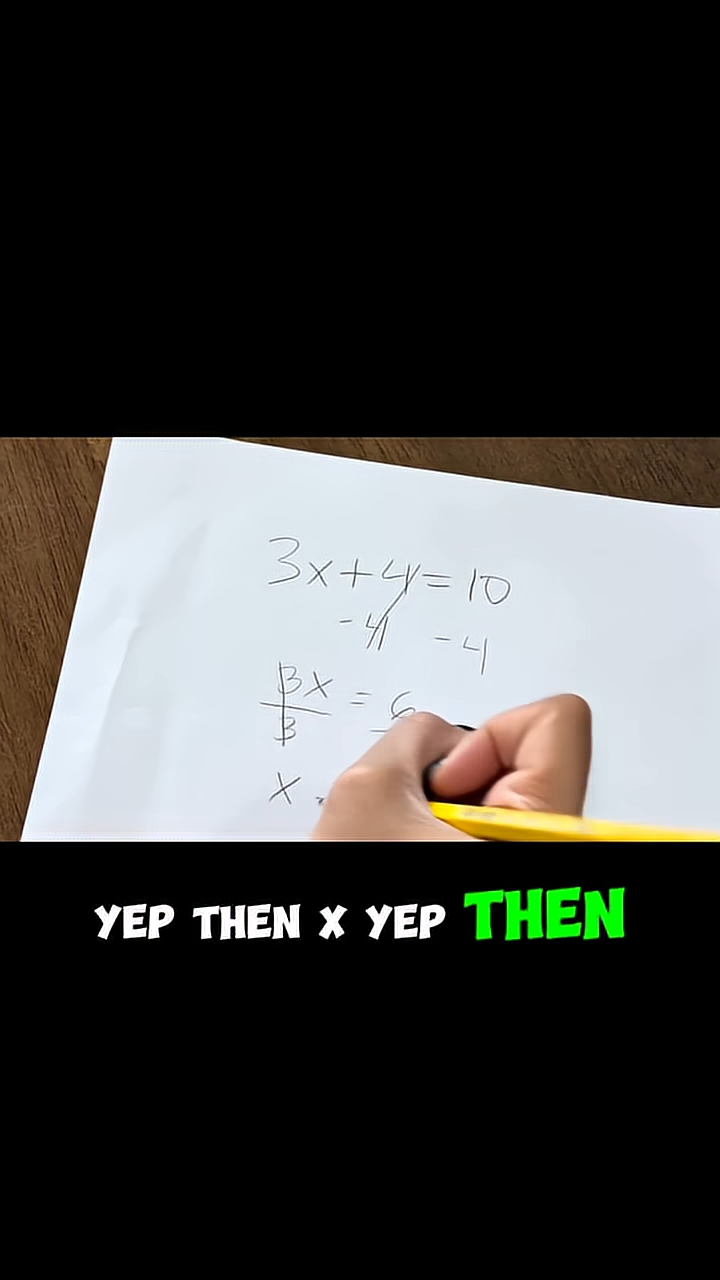 3x+4=10
-4 -4
3x = 6
3
x
YEP THEN X YEP THEN